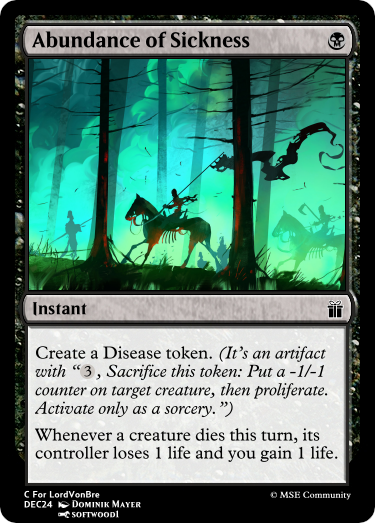 Abundance of Sickness
Instant
Create a Disease token. (It's an artifact
with “3, Sacrifice this token: Put a -1/-1
counter on target creature, then proliferate.
Activate only as a sorcery.”)
Whenever a creature dies this turn, its
controller loses 1 life and you gain 1 life.
C For LordVonBre
DEC24 Dominik Mayer
softwood1
© MSE Community